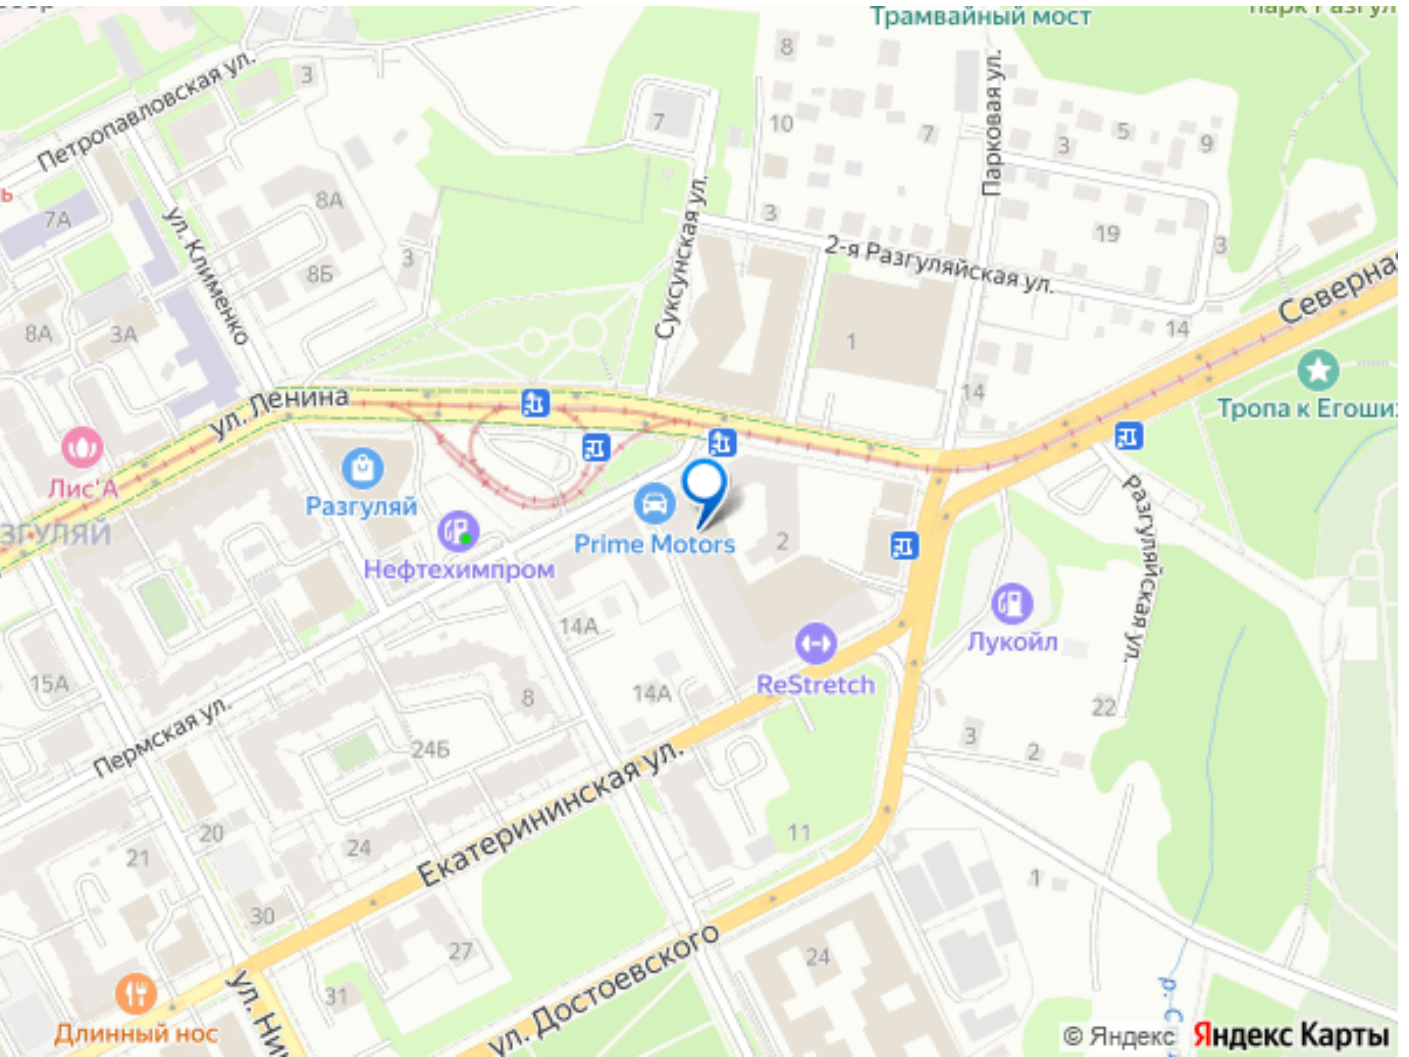 Трамвайный мост
Петропавловская ул.
3
8
7
10
Парковая ул.
7
3
5
9
7А
ул. Клименко
8А
8Б
3
Суксунская ул.
3
2-я Разгуляйская ул.
19
3
Северная
8А
3А
1
14
14
ул. Ленина
Тропа к Егоших
Лис'А
Разгуляй
Prime Motors
2
Нефтехимпром
Разгуляйская ул.
Лукойл
14А
15А
8
14А
ReStretch
22
Пермская ул.
24Б
3
2
Екатерининская ул.
20
24
21
11
1
30
27
ул. Достоевского
24
31
Длинный нос
© Яндекс Яндекс Карты